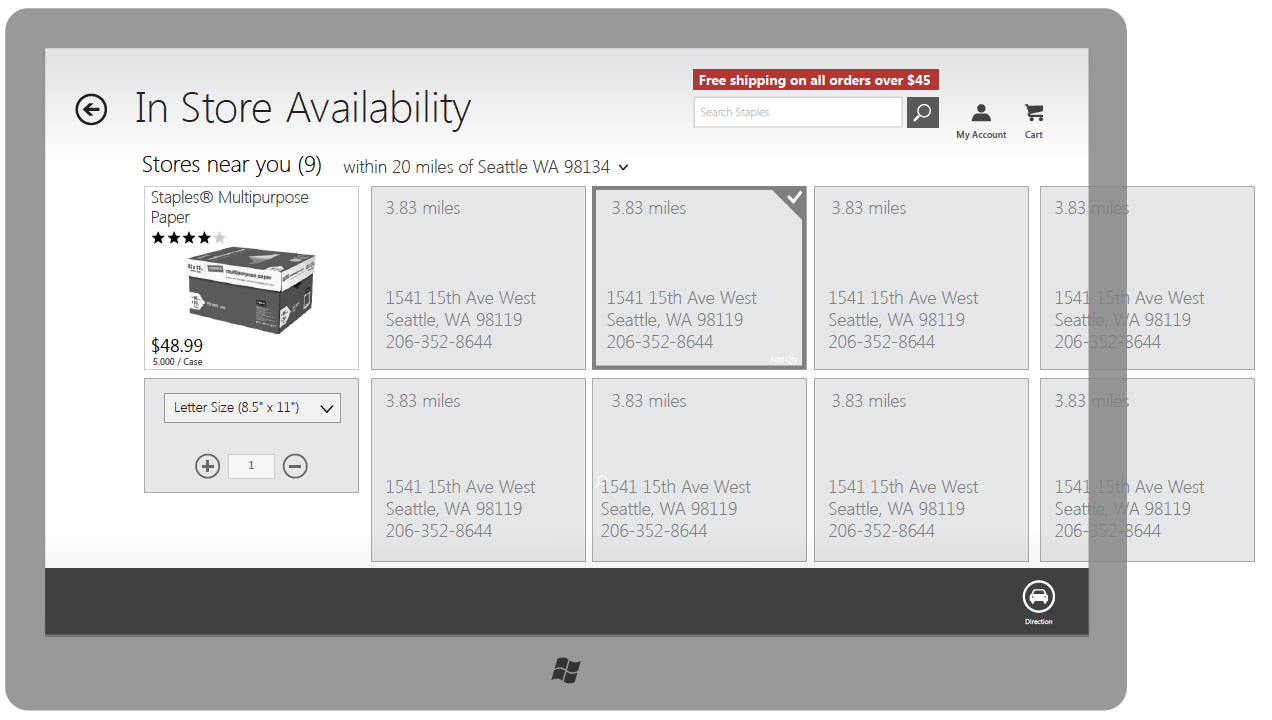 Free shipping on all orders over $45
In Store Availability
Search Staples
My Account
Cart
Stores near you (9)
within 20 miles of Seattle WA 98134
Staples® Multipurpose
Paper
multipurpose paper
$48.99
5.000 / Case
Letter Size (8.5" x 11")
1
3.83 miles
1541 15th Ave West
Seattle, WA 98119
206-352-8644
3.83 miles
1541 15th Ave West
Seattle, WA 98119
206-352-8644
Add Qty
3.83 miles
1541 15th Ave West
Seattle, WA 98119
206-352-8644
3.83 miles
1541 15th Ave West
Seattle, WA 98119
206-352-8644
3.83 miles
1541 15th Ave West
Seattle, WA 98119
206-352-8644
3.83 miles
1541 15th Ave West
Seattle, WA 98119
206-352-8644
3.83 miles
1541 15th Ave West
Seattle, WA 98119
206-352-8644
3.83 miles
1541 15th Ave West
Seattle, WA 98119
206-352-8644
Direction